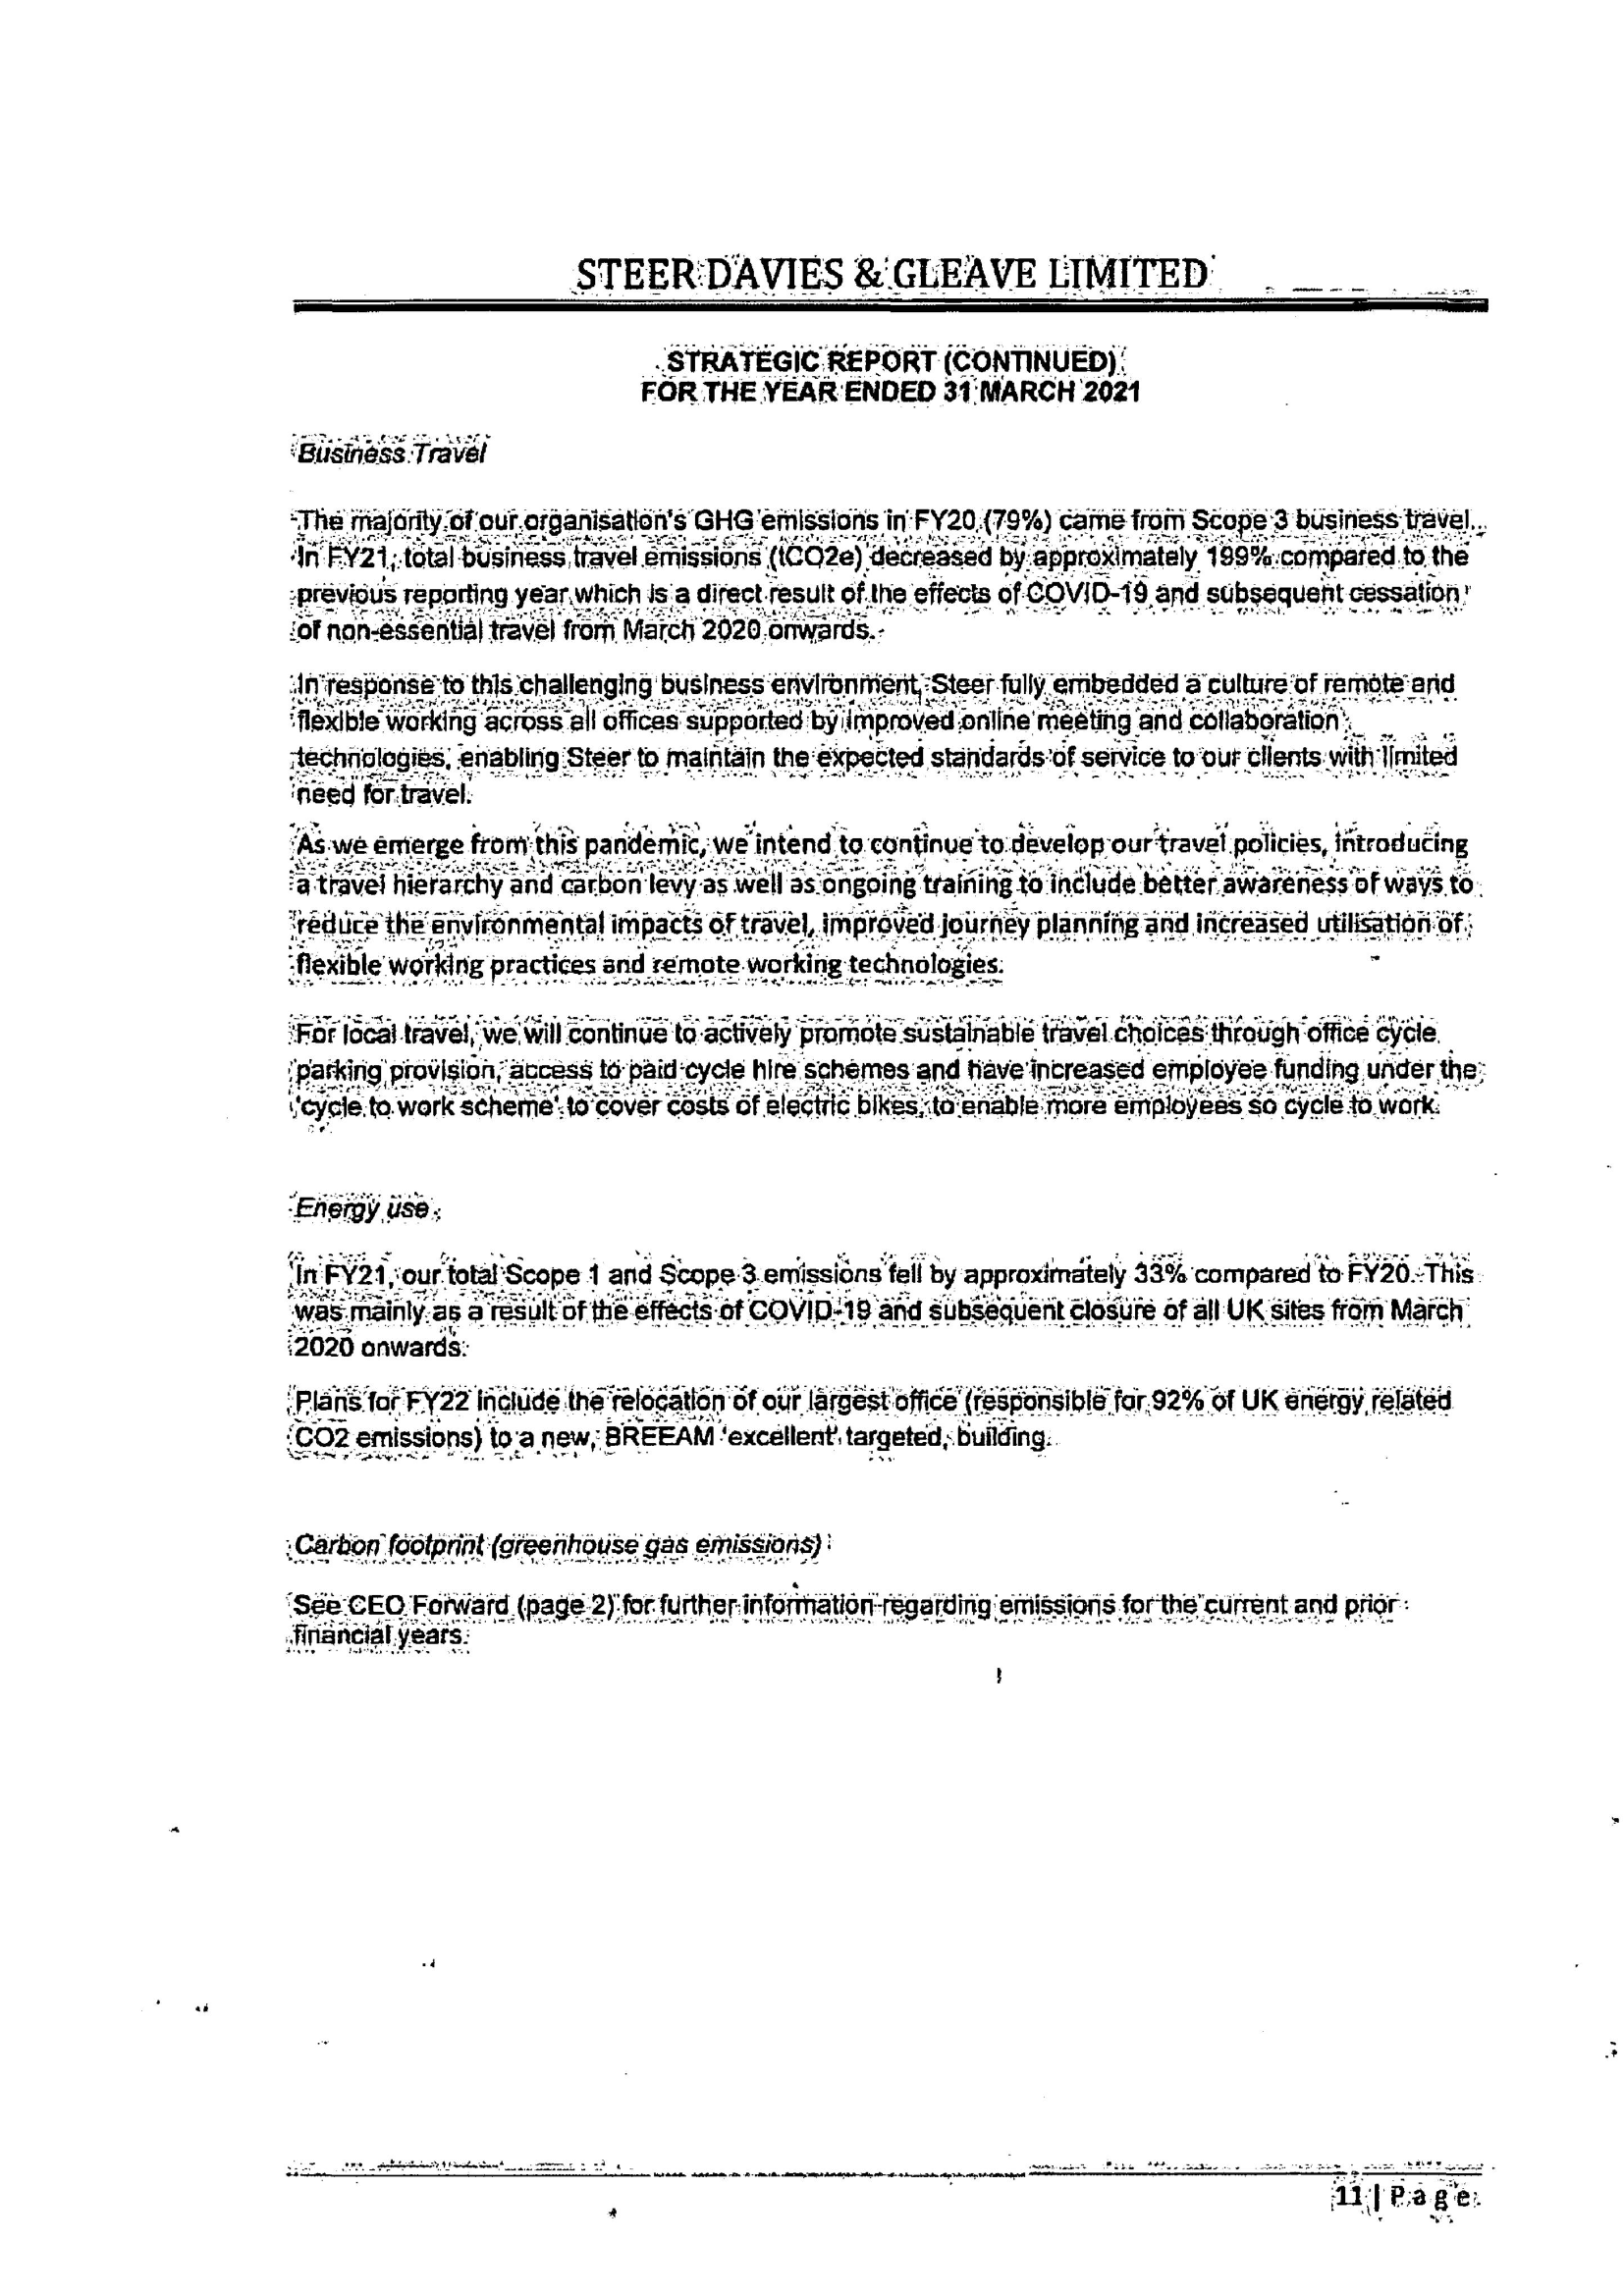 STEER DAVIES & GLEAVE LIMITED
STRATEGIC REPORT (CONTINUED)
FOR THE YEAR ENDED 31 MARCH 2021
Business Travel
The majority of our organisation's GHG emissions in FY20 (79%) came from Scope 3 business travel.
In FY21, total business travel emissions (tCO2e) decreased by approximately 199% compared to the
previous reporting year which is a direct result of the effects of COVID-19 and subsequent cessation
of non-essential travel from March 2020 onwards.
In response to this challenging business environment, Steer fully embedded a culture of remote and
flexible working across all offices supported by improved online meeting and collaboration
technologies, enabling Steer to maintain the expected standards of service to our clients with limited
need for travel.
As we emerge from this pandemic, we intend to continue to develop our travel policies, introducing
a travel hierarchy and carbon levy as well as ongoing training to include better awareness of ways to
reduce the environmental impacts of travel, improved journey planning and increased utilisation of
flexible working practices and remote working technologies.
For local travel, we will continue to actively promote sustainable travel choices through office cycle
parking provision, access to paid cycle hire schemes and have increased employee funding under the
'cycle to work scheme' to cover costs of electric bikes, to enable more employees so cycle to work.
Energy use
In FY21, our total Scope 1 and Scope 3 emissions fell by approximately 33% compared to FY20. This
was mainly as a result of the effects of COVID-19 and subsequent closure of all UK sites from March
2020 onwards.
Plans for FY22 include the relocation of our largest office (responsible for 92% of UK energy related
CO2 emissions) to a new, BREEAM 'excellent' targeted, building.
Carbon footprint (greenhouse gas emissions)
See CEO Forward (page 2) for further information regarding emissions for the current and prior
financial years.
11 | Page